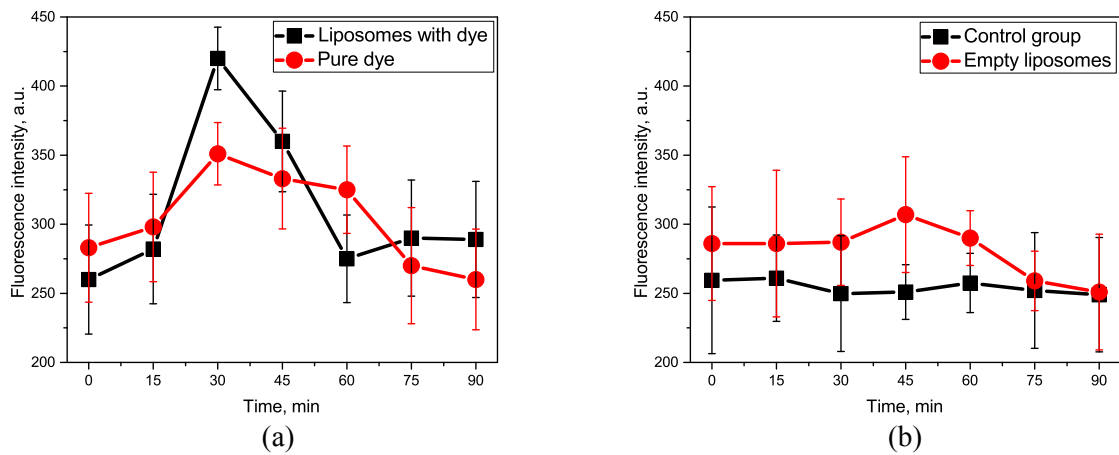 Liposomes with dye
Pure dye
Fluorescence intensity, a.u.
450
400
350
300
250
200
0 15 30 45 60 75 90
Time, min
(a)
Control group
Empty liposomes
Fluorescence intensity, a.u.
450
400
350
300
250
200
0 15 30 45 60 75 90
Time, min
(b)